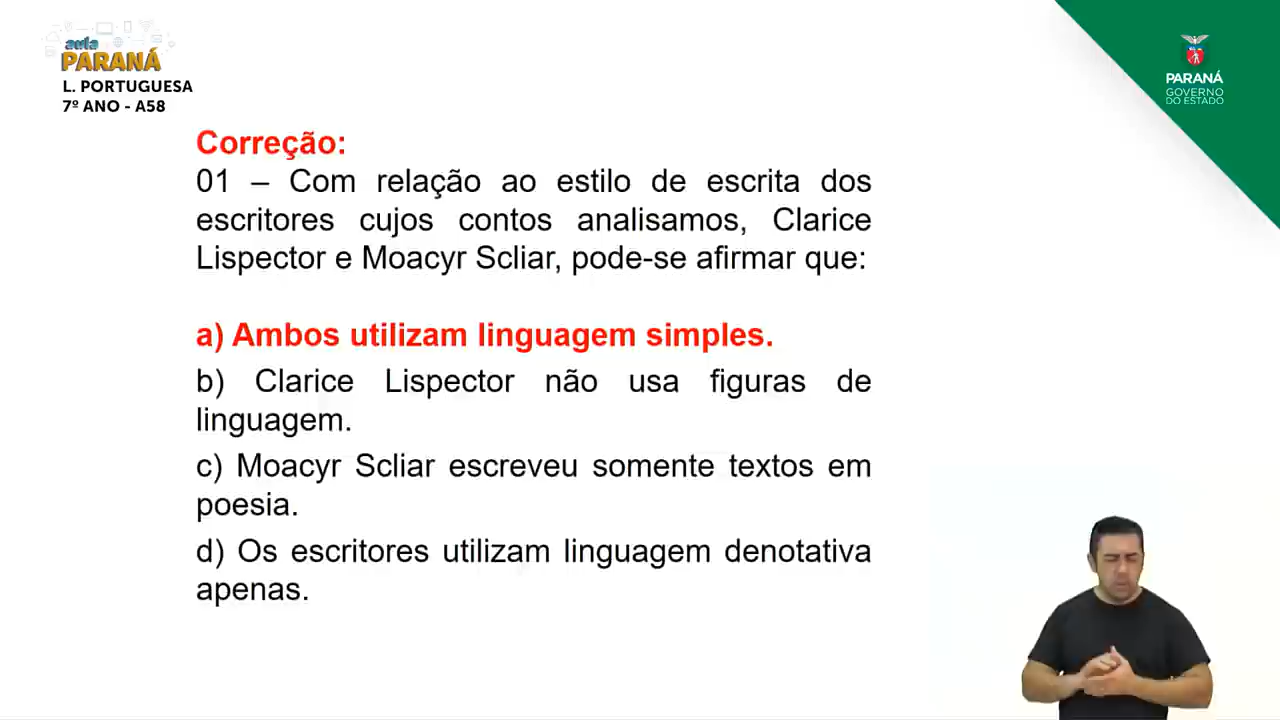 aula
PARANÁ
L. PORTUGUESA
7º ANO - A58
PARANÁ
GOVERNO
DO ESTADO
Correção:
01 – Com relação ao estilo de escrita dos
escritores cujos contos analisamos, Clarice
Lispector e Moacyr Scliar, pode-se afirmar que:
a) Ambos utilizam linguagem simples.
b) Clarice Lispector não usa figuras de
linguagem.
c) Moacyr Scliar escreveu somente textos em
poesia.
d) Os escritores utilizam linguagem denotativa
apenas.